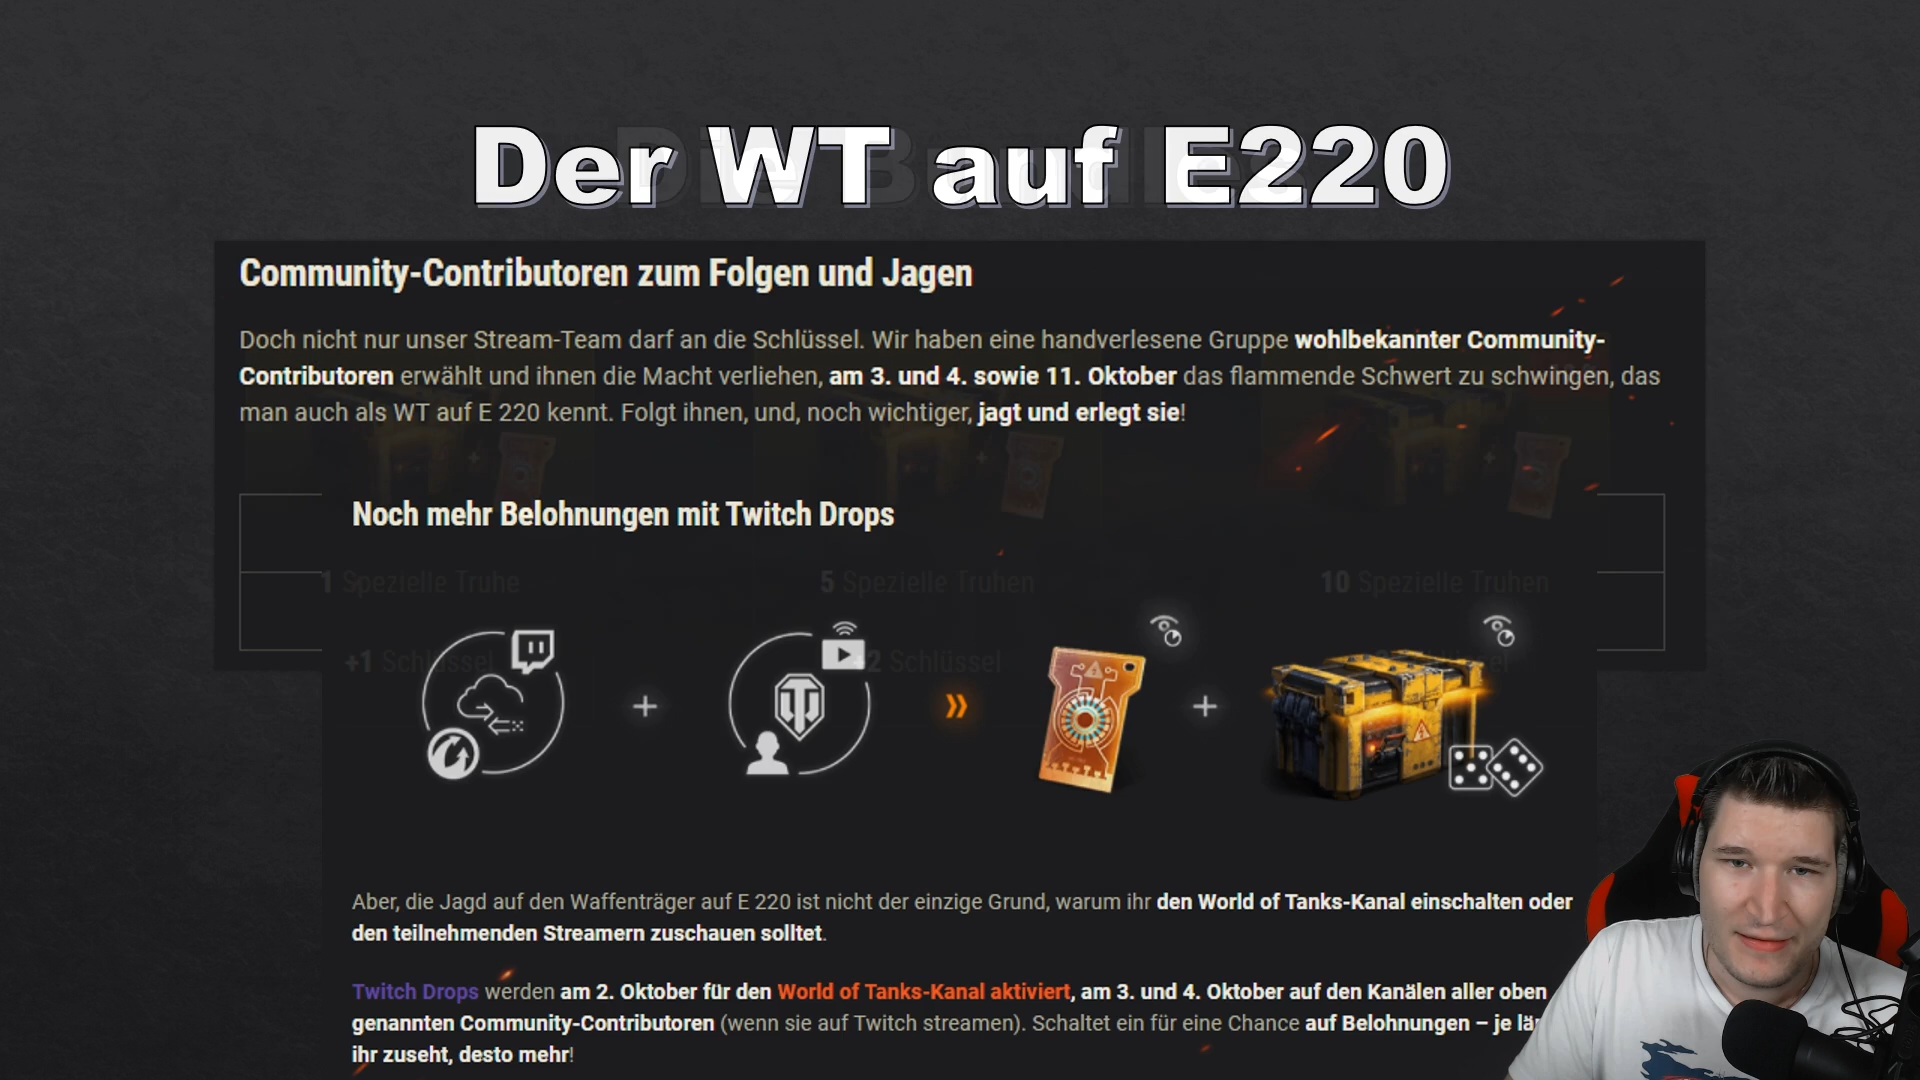 Der WT auf E220
Community-Contributoren zum Folgen und Jagen
Doch nicht nur unser Stream-Team darf an die Schlüssel. Wir haben eine handverlesene Gruppe wohlbekannter Community-
Contributoren erwählt und ihnen die Macht verliehen, am 3. und 4. sowie 11. Oktober das flammende Schwert zu schwingen, das
man auch als WT auf E 220 kennt. Folgt ihnen, und, noch wichtiger, jagt und erlegt sie!
Noch mehr Belohnungen mit Twitch Drops
1 Spezielle Truhe
5 Spezielle Truhen
10 Spezielle Truhen
+1 Schlüssel
2 Schlüssel
Aber, die Jagd auf den Waffenträger auf E 220 ist nicht der einzige Grund, warum ihr den World of Tanks-Kanal einschalten oder
den teilnehmenden Streamern zuschauen solltet.
Twitch Drops werden am 2. Oktober für den World of Tanks-Kanal aktiviert, am 3. und 4. Oktober auf den Kanälen aller oben
genannten Community-Contributoren (wenn sie auf Twitch streamen). Schaltet ein für eine Chance auf Belohnungen – je
ihr zuseht, desto mehr!